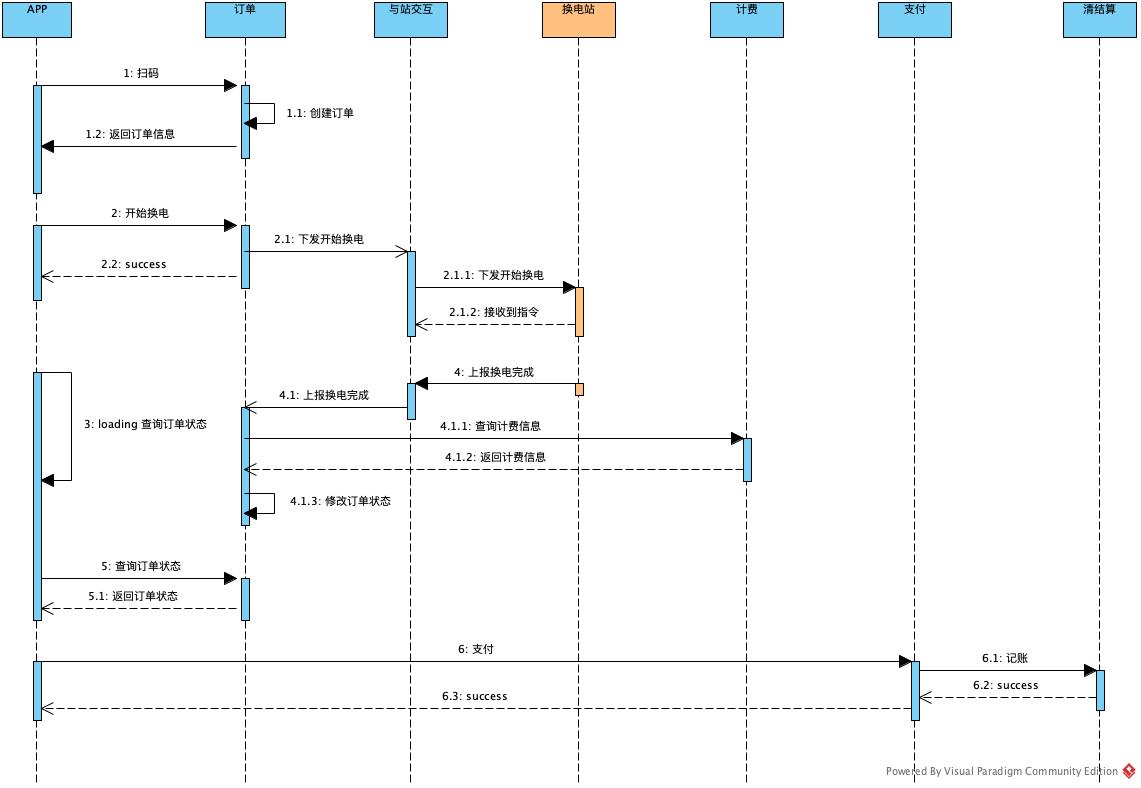 APP
订单
与站交互
换电站
计费
支付
清结算
1: 扫码
1.1: 创建订单
1.2: 返回订单信息
2: 开始换电
2.1: 下发开始换电
2.2: success
2.1.1: 下发开始换电
2.1.2: 接收到指令
4: 上报换电完成
4.1: 上报换电完成
3: loading 查询订单状态
4.1.1: 查询计费信息
4.1.2: 返回计费信息
4.1.3: 修改订单状态
5: 查询订单状态
5.1: 返回订单状态
6: 支付
6.1: 记账
6.2: success
6.3: success
Powered By Visual Paradigm Community Edition